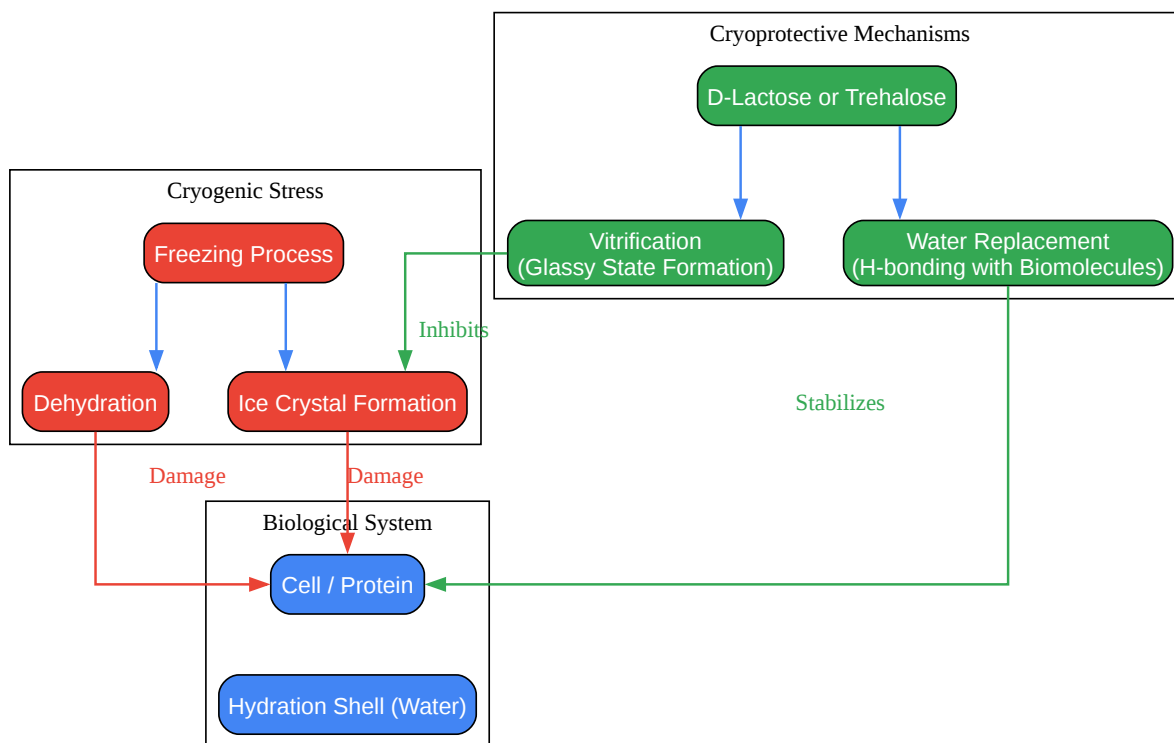 Cryoprotective Mechanisms
D-Lactose or Trehalose
Vitrification
(Glassy State Formation)
Water Replacement
(H-bonding with Biomolecules)
Cryogenic Stress
Freezing Process
Inhibits
Dehydration
Ice Crystal Formation
Stabilizes
Damage
Damage
Biological System
Cell / Protein
Hydration Shell (Water)